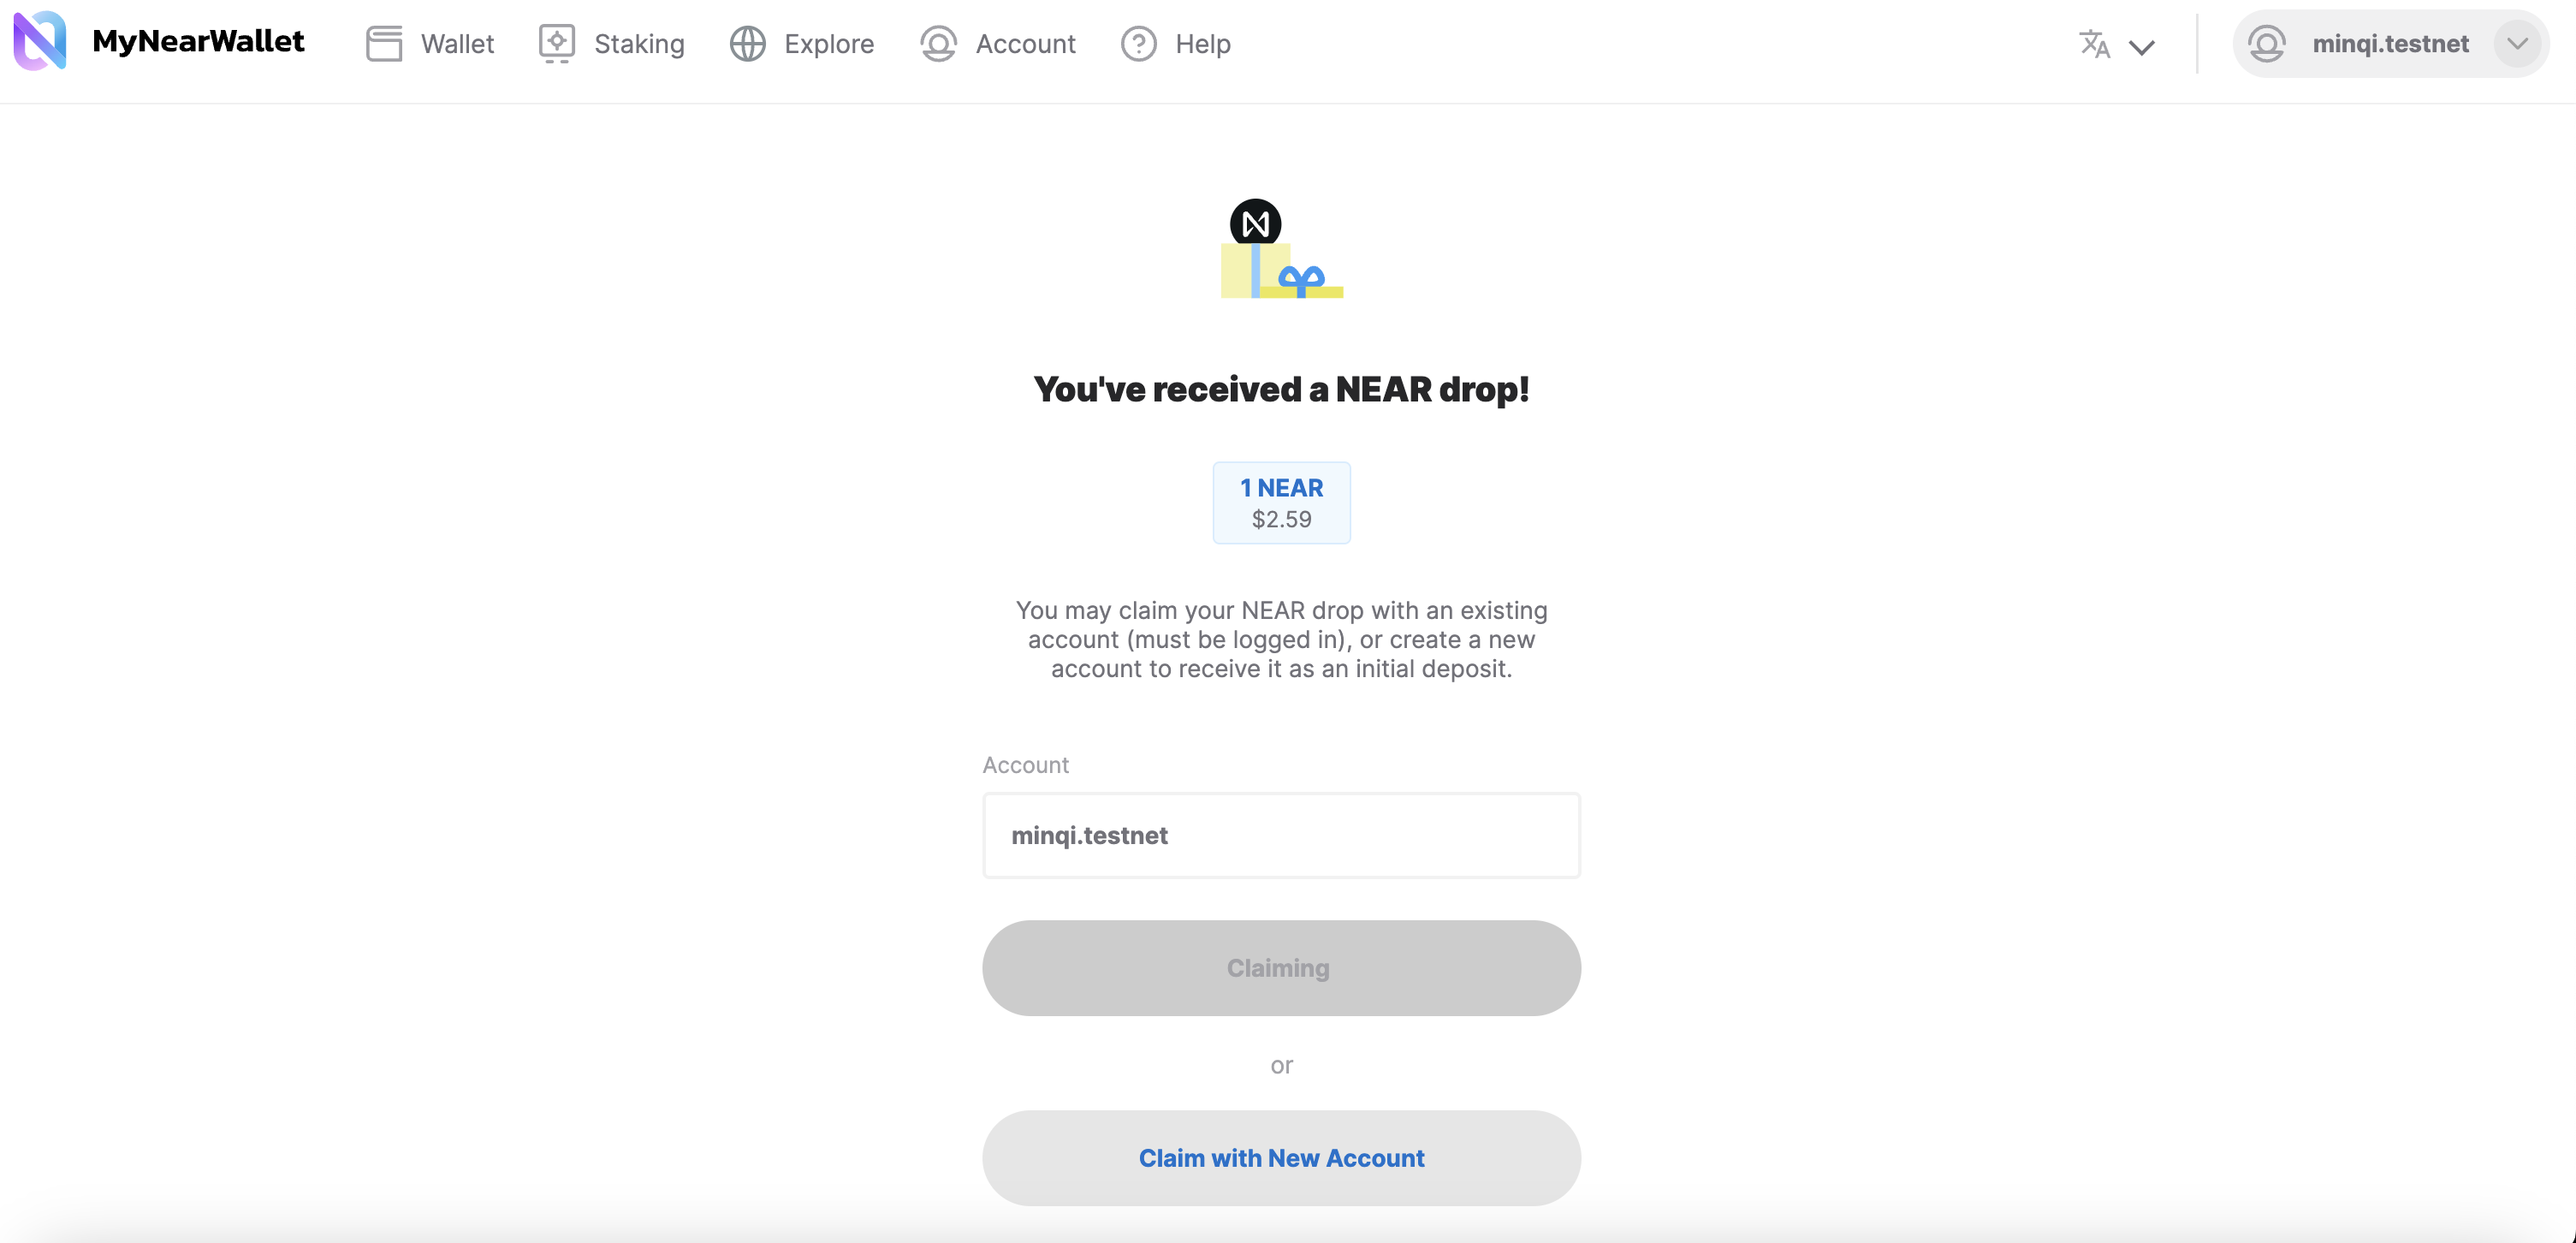 MyNearWallet
Wallet
Staking
Explore
Account
Help
minqi.testnet
You've received a NEAR drop!
1 NEAR
$2.59
You may claim your NEAR drop with an existing
account (must be logged in), or create a new
account to receive it as an initial deposit.
Account
minqi.testnet
Claiming
or
Claim with New Account